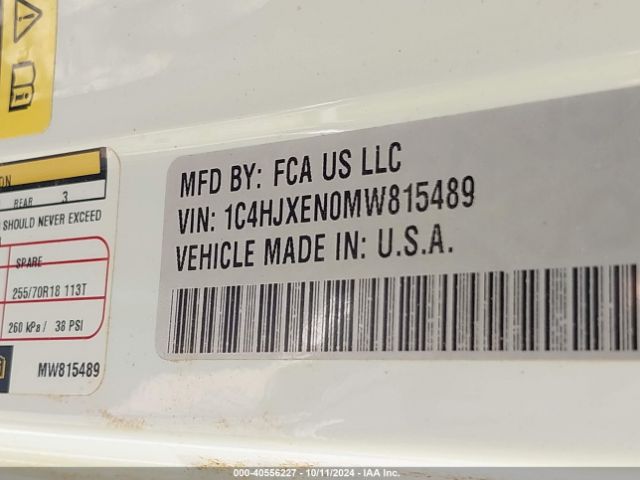 ON
REAR 3
SHOULD NEVER EXCEED
SPARE
255/70R18 113T
260 kPa / 38 PSI
MW815489
MFD BY: FCA US LLC
VIN: 1C4HJXEN0MW815489
VEHICLE MADE IN: U.S.A.
000-40556227 - 10/11/2024 - IAA Inc.